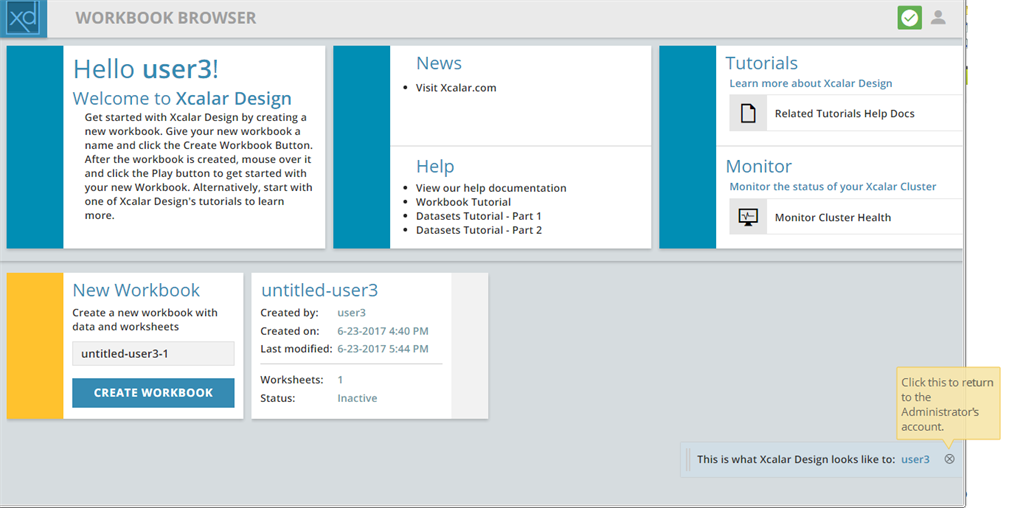 xd WORKBOOK BROWSER
Hello user3!
Welcome to Xcalar Design
Get started with Xcalar Design by creating a
new workbook. Give your new workbook a
name and click the Create Workbook Button.
After the workbook is created, mouse over it
and click the Play button to get started with
your new Workbook. Alternatively, start with
one of Xcalar Design's tutorials to learn
more.
News
Visit Xcalar.com
Help
View our help documentation
Workbook Tutorial
Datasets Tutorial - Part 1
Datasets Tutorial - Part 2
Tutorials
Learn more about Xcalar Design
Related Tutorials Help Docs
Monitor
Monitor the status of your Xcalar Cluster
Monitor Cluster Health
New Workbook
Create a new workbook with
data and worksheets
untitled-user3-1
CREATE WORKBOOK
untitled-user3
Created by: user3
Created on: 6-23-2017 4:40 PM
Last modified: 6-23-2017 5:44 PM
Worksheets: 1
Status: Inactive
Click this to return
to the
Administrator's
account.
This is what Xcalar Design looks like to: user3